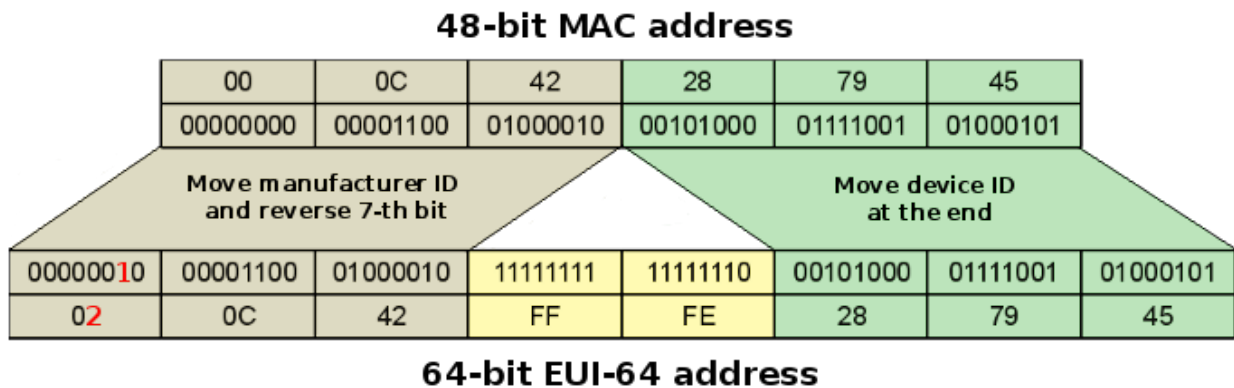 48-bit MAC address
00 0C 42 28 79 45
00000000 00001100 01000010 00101000 01111001 01000101
Move manufacturer ID
and reverse 7-th bit
Move device ID
at the end
00000010 00001100 01000010 11111111 11111110 00101000 01111001 01000101
02 0C 42 FF FE 28 79 45
64-bit EUI-64 address